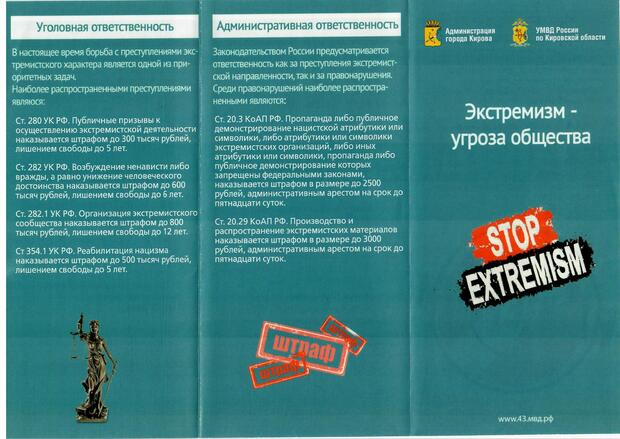 Уголовная ответственность
В настоящее время борьба с преступлениями экс-
тремистского характера является одной из при-
оритетных задач.
Наиболее распространенными преступлениями
являюся:
Ст. 280 УК РФ. Публичные призывы к
осуществлению экстремистской деятельности
наказывается штрафом до 300 тысяч рублей,
лишением свободы до 5 лет.
Ст. 282 УК РФ. Возбуждение ненависти либо
вражды, а равно унижение человеческого
достоинства наказывается штрафом до 600
тысяч рублей, лишением свободы до 6 лет.
Ст. 282.1 УК РФ. Организация экстремистского
сообщества наказывается штрафом до 800
тысяч рублей, лишением свободы до 12 лет.
Ст 354.1 УК РФ. Реабилитация нацизма
наказывается штрафом до 500 тысяч рублей,
лишением свободы до 5 лет.
Административная ответственность
Законодательством России предусматривается
ответственность как за преступления экстремист-
ской направленности, так и за правонарушения.
Среди правонарушений наиболее распростра-
ненными являются:
Ст. 20.3 КоАП РФ. Пропаганда либо публичное
демонстрирование нацистской атрибутики или
символики, либо атрибутики или символики
экстремистских организаций, либо иных
атрибутики или символики, пропаганда либо
публичное демонстрирование которых
запрещены федеральными законами,
наказывается штрафом в размере до 2500
рублей, административным арестом на срок до
пятнадцати суток.
Ст. 20.29 КоАП РФ. Производство и
распространение экстремистских материалов
наказывается штрафом в размере до 3000
рублей, административным арестом на срок до
пятнадцати суток.
штраф
штраф
штраф
Администрация
города Кирова
УМВД России
по Кировской области
Экстремизм -
угроза общества
STOP
EXTREMISM
www.43.мвд.рф